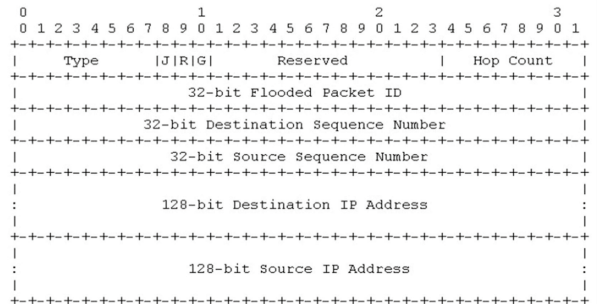 0                   1                   2                   3
0 1 2 3 4 5 6 7 8 9 0 1 2 3 4 5 6 7 8 9 0 1 2 3 4 5 6 7 8 9 0 1
+-+-+-+-+-+-+-+-+-+-+-+-+-+-+-+-+-+-+-+-+-+-+-+-+-+-+-+-+-+-+-+-+
| Type |J|R|G| Reserved | Hop Count |
+-+-+-+-+-+-+-+-+-+-+-+-+-+-+-+-+-+-+-+-+-+-+-+-+-+-+-+-+-+-+-+-+
| 32-bit Flooded Packet ID |
+-+-+-+-+-+-+-+-+-+-+-+-+-+-+-+-+-+-+-+-+-+-+-+-+-+-+-+-+-+-+-+-+
| 32-bit Destination Sequence Number |
+-+-+-+-+-+-+-+-+-+-+-+-+-+-+-+-+-+-+-+-+-+-+-+-+-+-+-+-+-+-+-+-+
| 32-bit Source Sequence Number |
+-+-+-+-+-+-+-+-+-+-+-+-+-+-+-+-+-+-+-+-+-+-+-+-+-+-+-+-+-+-+-+-+
| |
: 128-bit Destination IP Address :
| |
+-+-+-+-+-+-+-+-+-+-+-+-+-+-+-+-+-+-+-+-+-+-+-+-+-+-+-+-+-+-+-+-+
| |
: 128-bit Source IP Address :
| |
+-+-+-+-+-+-+-+-+-+-+-+-+-+-+-+-+-+-+-+-+-+-+-+-+-+-+-+-+-+-+-+-+